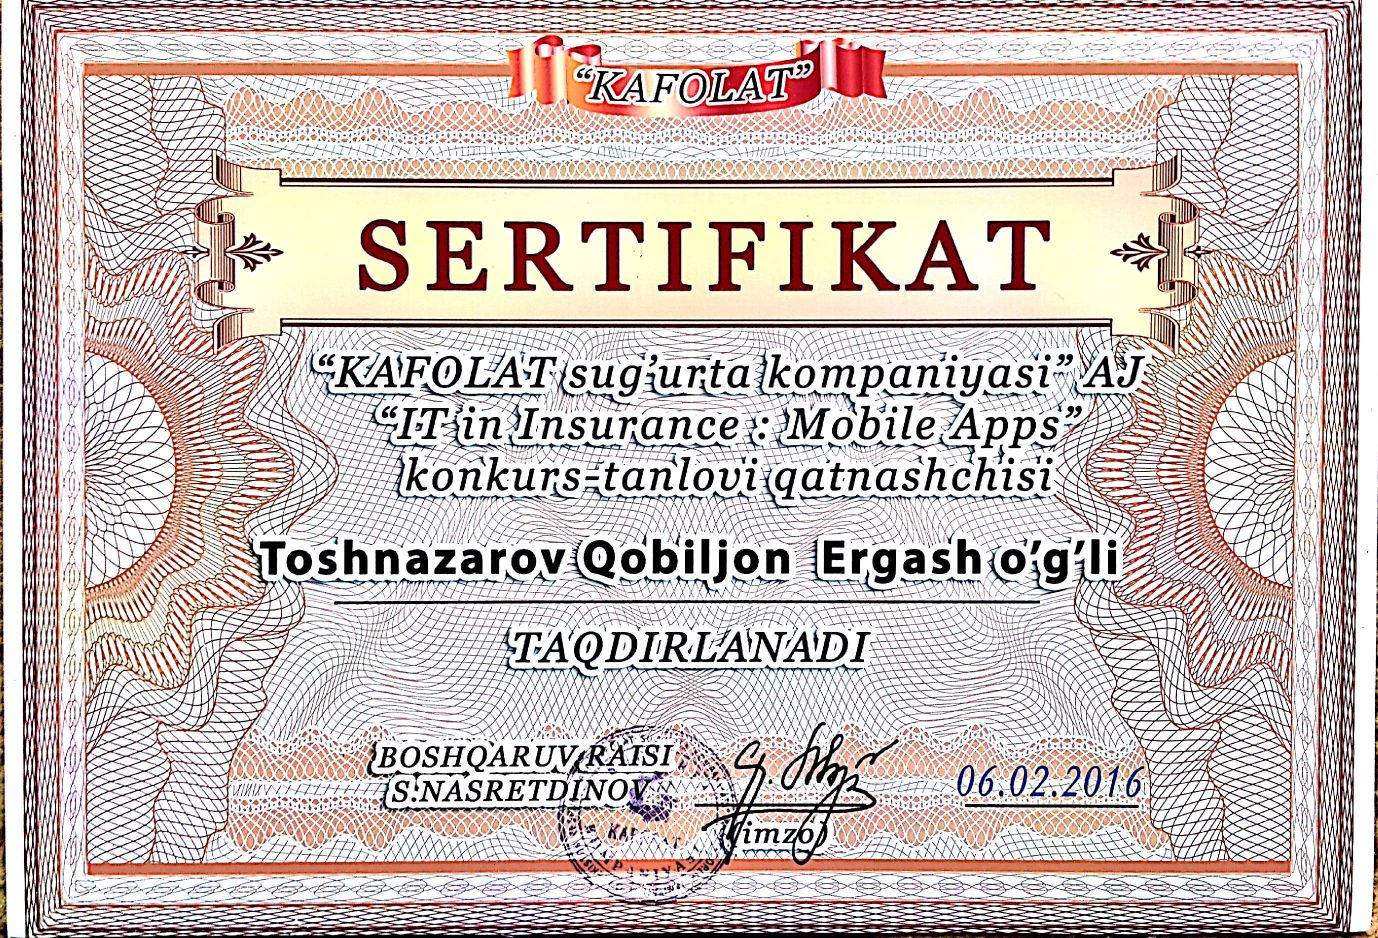 “KAFOLAT”
SERTIFIKAT
“KAFOLAT sug‘urta kompaniyasi” AJ
“IT in Insurance : Mobile Apps”
konkurs-tanlovi qatnashchisi
Toshnazarov Qobiljon Ergash o’g’li
TAQDIRLANADI
BOSHQARUV RAISI
S.NASRETDINOV
06.02.2016
(imzo)
KAFOLAT